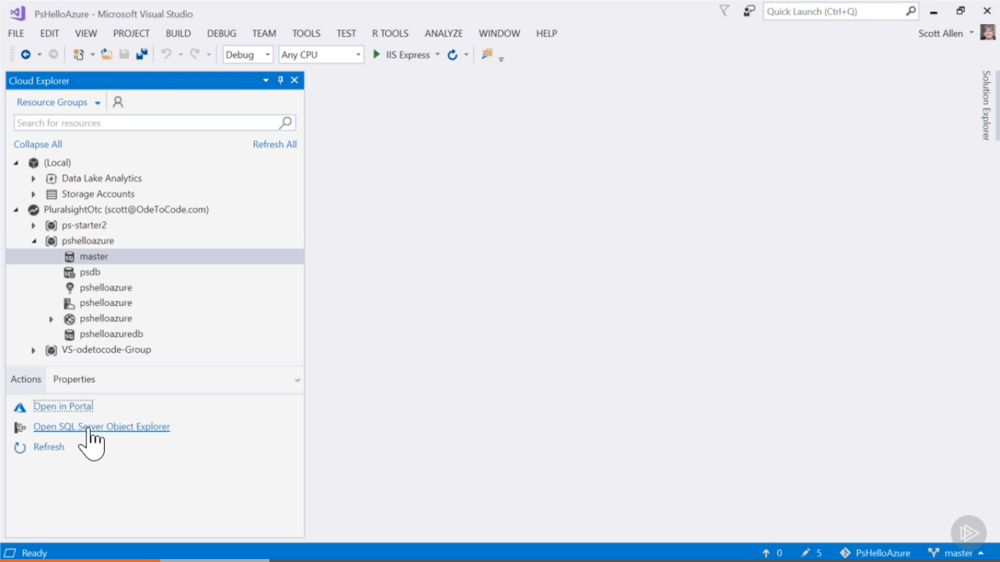 PsHelloAzure - Microsoft Visual Studio
Quick Launch (Ctrl+Q)
FILE EDIT VIEW PROJECT BUILD DEBUG TEAM TOOLS TEST R TOOLS ANALYZE WINDOW HELP
Scott Allen
Debug Any CPU IIS Express
Cloud Explorer
Solution Explorer
Resource Groups
Search for resources
Collapse All Refresh All
(Local)
Data Lake Analytics
Storage Accounts
PluralsightOtc (scott@OdeToCode.com)
ps-starter2
pshelloazure
master
psdb
pshelloazure
pshelloazure
pshelloazure
pshelloazuredb
VS-odetocode-Group
Actions Properties
Open in Portal
Open SQL Server Object Explorer
Refresh
Ready 0 5 PsHelloAzure master